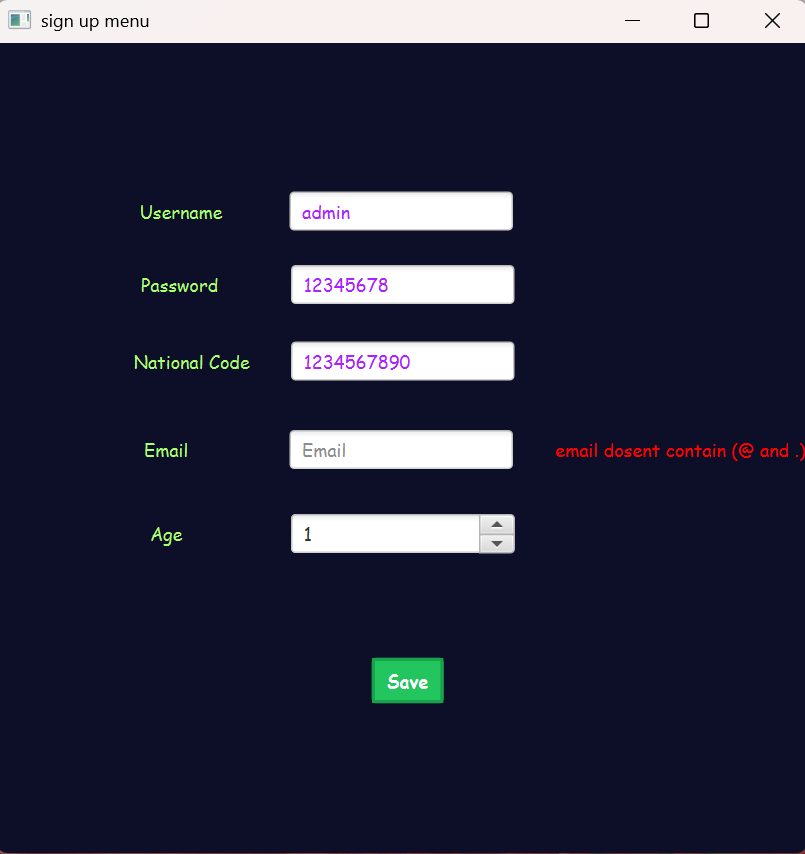 sign up menu
Username
admin
Password
12345678
National Code
1234567890
Email
Email
email dosent contain (@ and .)
Age
1
Save